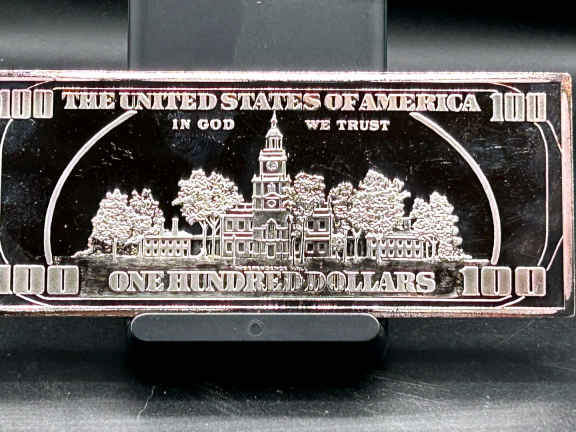 100 THE UNITED STATES OF AMERICA 100
IN GOD WE TRUST
100 ONE HUNDRED DOLLARS 100